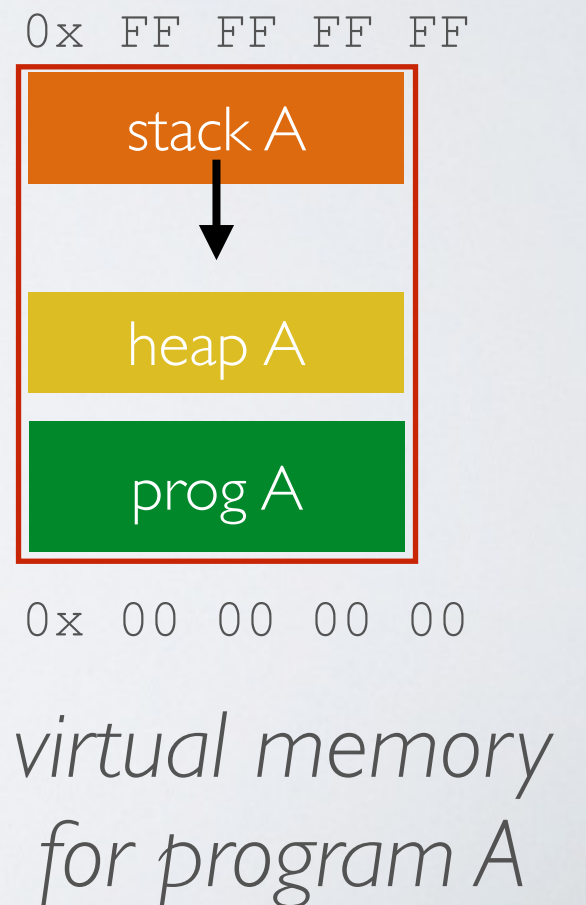 0x FF FF FF FF
stack A
heap A
prog A
0x 00 00 00 00
virtual memory
for program A